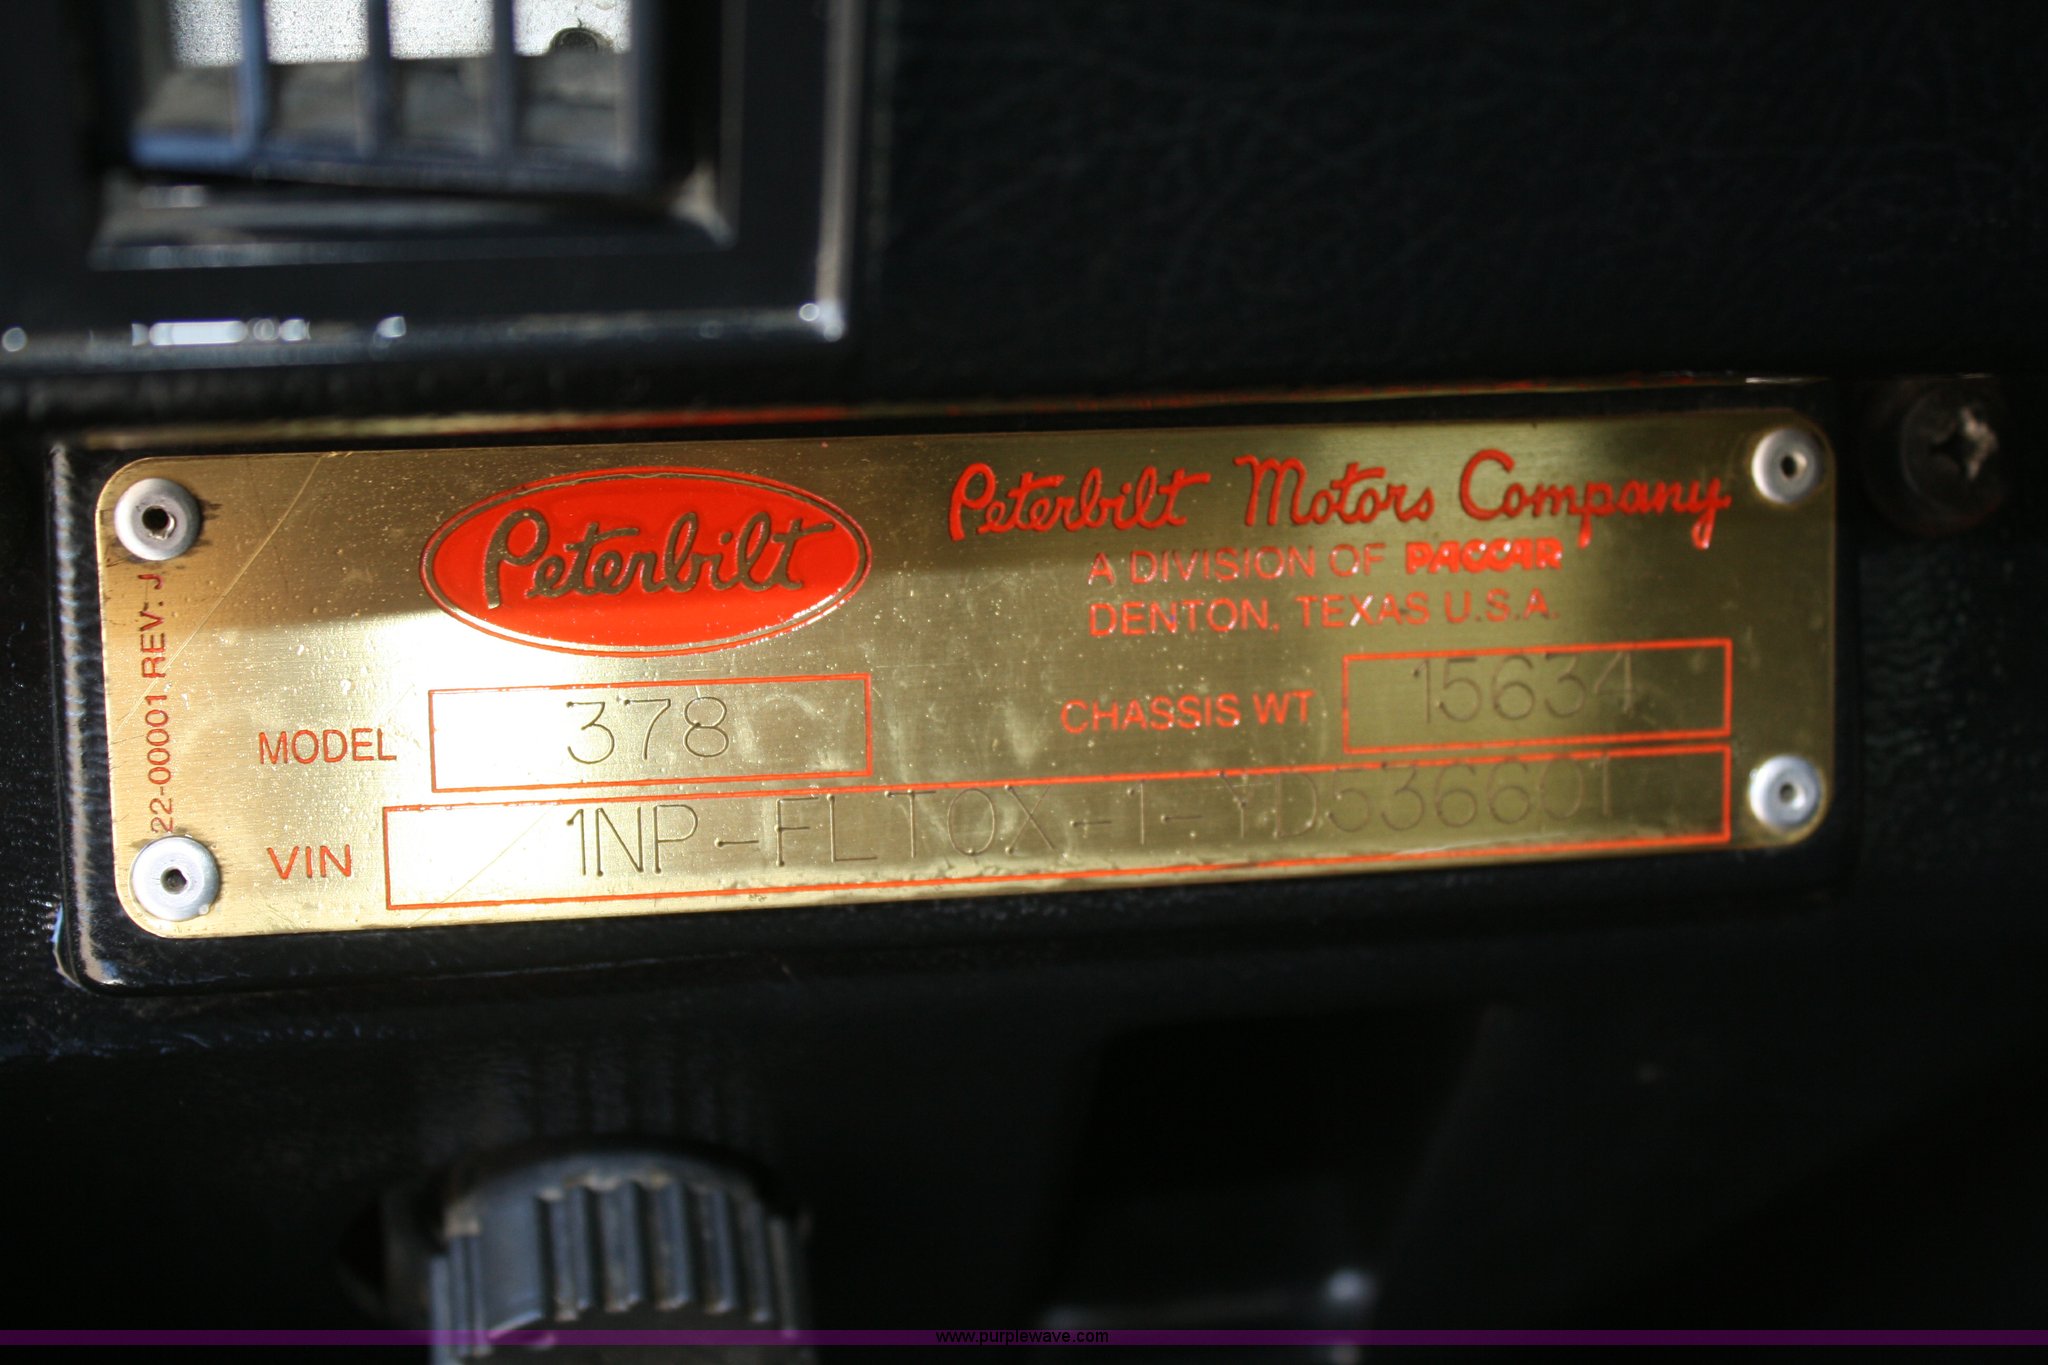 Peterbilt
Peterbilt Motors Company
A DIVISION OF PACCAR
DENTON, TEXAS U.S.A.
22-00001 REV. J
MODEL 378
CHASSIS WT 15634
VIN 1NP-FLTOX-1-YD536601
www.purplewave.com